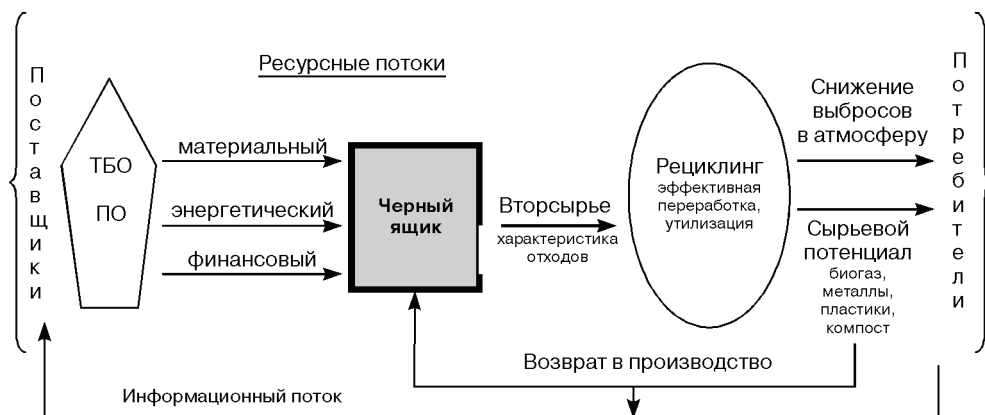 Поставщики
ТБО
ПО
Ресурсные потоки
материальный
энергетический
финансовый
Черный
ящик
Вторсырье
характеристика
отходов
Рециклинг
эффективная
переработка,
утилизация
Снижение
выбросов
в атмосферу
Сырьевой
потенциал
биогаз,
металлы,
пластики,
компост
Потребители
Возврат в производство
Информационный поток